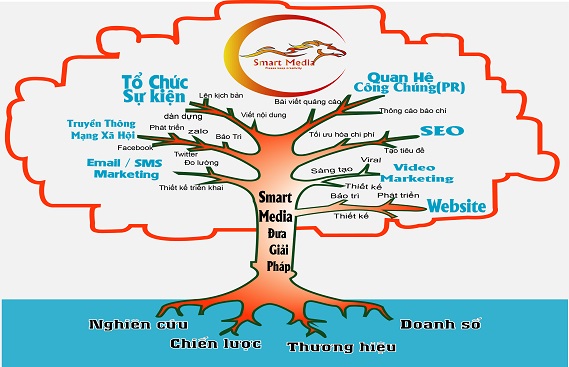 Smart Media
Tổ Chức
Sự kiện
Lên kịch bản
dàn dựng
Viết nội dung
Quan Hệ
Công Chúng(PR)
Bài viết quảng cáo
Thông cáo báo chí
Truyền Thông
Mạng Xã Hội
Phát triển
zalo
Bảo Trì
Facebook
Twitter
Tối ưu hóa chi phí
SEO
Tạo tiêu đề
Email / SMS
Marketing
Đo lường
Thiết kế triển khai
Viral
Sáng tạo
Video
Marketing
Thiết kế
Bảo trì
Phát triển
Website
Thiết kế
Smart
Media
Đưa
Giải
Pháp
Nghiên cứu
Chiến lược
Thương hiệu
Doanh số